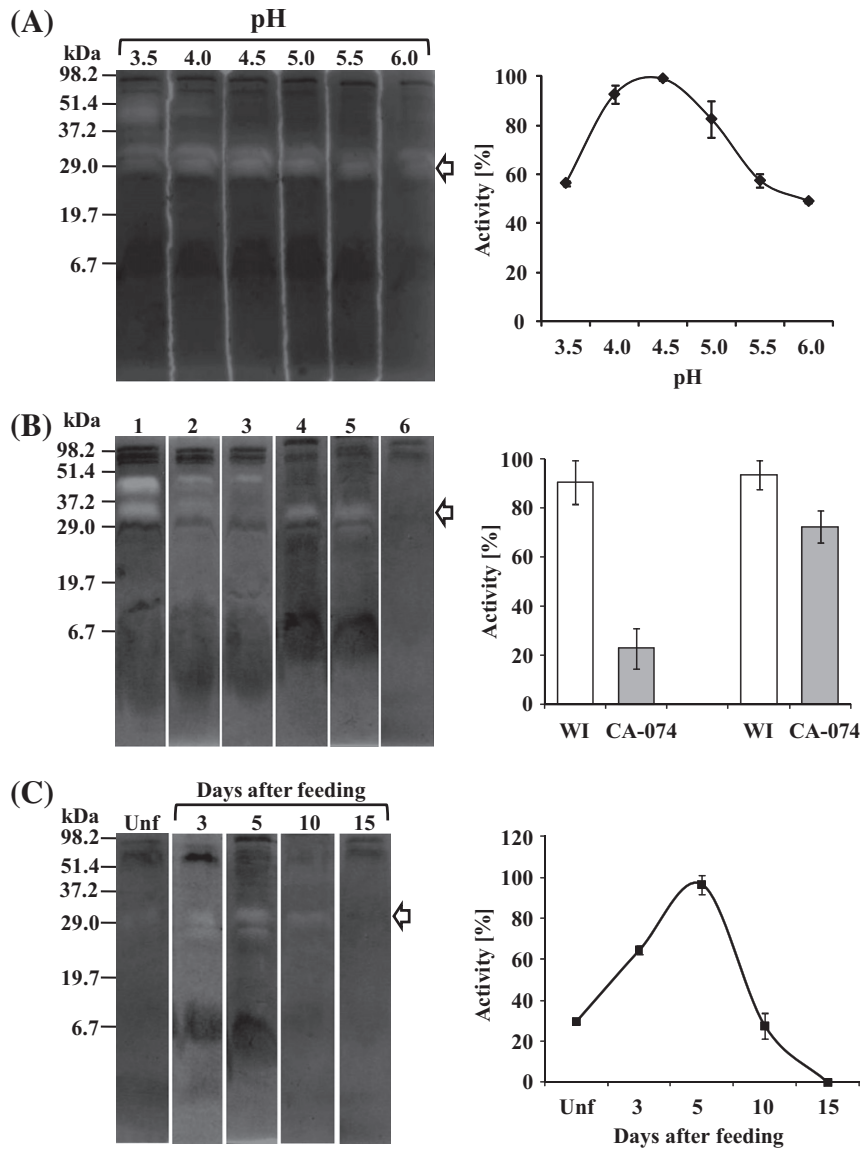 (A)
pH
kDa 3.5 4.0 4.5 5.0 5.5 6.0
98.2
51.4
37.2
29.0
19.7
6.7
Activity [%]
100
80
60
40
20
0
3.5 4.0 4.5 5.0 5.5 6.0
pH
(B)
kDa 1 2 3 4 5 6
98.2
51.4
37.2
29.0
19.7
6.7
Activity [%]
100
80
60
40
20
0
WI CA-074 WI CA-074
(C)
Days after feeding
kDa Unf 3 5 10 15
98.2
51.4
37.2
29.0
19.7
6.7
Activity [%]
120
100
80
60
40
20
0
Unf 3 5 10 15
Days after feeding